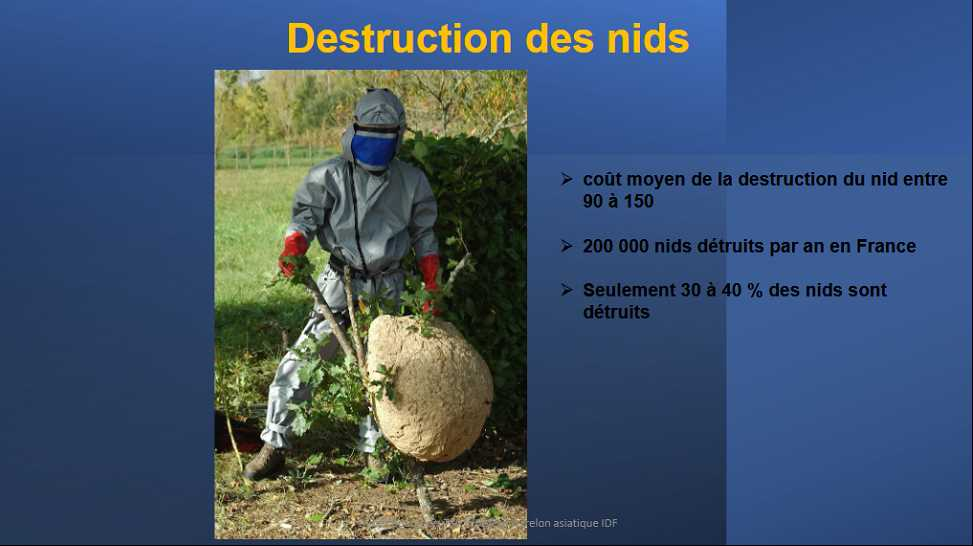 Destruction des nids
➢ coût moyen de la destruction du nid entre
90 à 150
➢ 200 000 nids détruits par an en France
➢ Seulement 30 à 40 % des nids sont
détruits
asiatique IDF